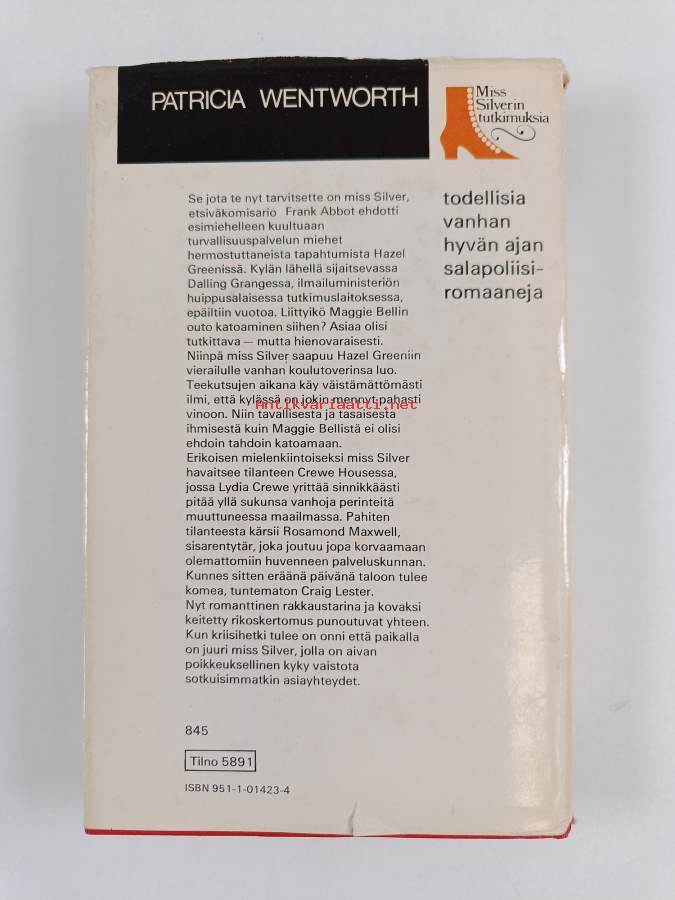 PATRICIA WENTWORTH
Miss
Silverin
tutkimuksia
todellisia
vanhan
hyvän ajan
salapoliisi-
romaaneja
Se jota te nyt tarvitsette on miss Silver,
etsiväkomisario Frank Abbot ehdotti
esimiehelleen kuultuaan
turvallisuuspalvelun miehet
hermostuttaneista tapahtumista Hazel
Greenissä. Kylän lähellä sijaitsevassa
Dalling Grangessa, ilmailuministeriön
huippusalaisessa tutkimuslaitoksessa,
epäiltiin vuotoa. Liittyikö Maggie Bellin
outo katoaminen siihen? Asiaa olisi
tutkittava — mutta hienovaraisesti.
Niinpä miss Silver saapuu Hazel Greeniin
vierailulle vanhan koulutoverinsa luo.
Teekutsujen aikana käy väistämättömästi
ilmi, että kylässä on jokin mennyt pahasti
vinoon. Niin tavallisesta ja tasaisesta
ihmisestä kuin Maggie Bellistä ei olisi
ehdoin tahdoin katoamaan.
Erikoisen mielenkiintoiseksi miss Silver
havaitsee tilanteen Crewe Housessa,
jossa Lydia Crewe yrittää sinnikkäästi
pitää yllä sukunsa vanhoja perinteitä
muuttuneessa maailmassa. Pahiten
tilanteesta kärsii Rosamond Maxwell,
sisarentytär, joka joutuu jopa korvaamaan
olemattomiin huvenneen palveluskunnan.
Kunnes sitten eräänä päivänä taloon tulee
komea, tuntematon Craig Lester.
Nyt romanttinen rakkaustarina ja kovaksi
keitetty rikoskertomus punoutuvat yhteen.
Kun kriisihetki tulee on onni että paikalla
on juuri miss Silver, jolla on aivan
poikkeuksellinen kyky vaistota
sotkuisimmatkin asiayhteydet.
Antikvariaatti.net
845
Tilno 5891
ISBN 951-1-01423-4